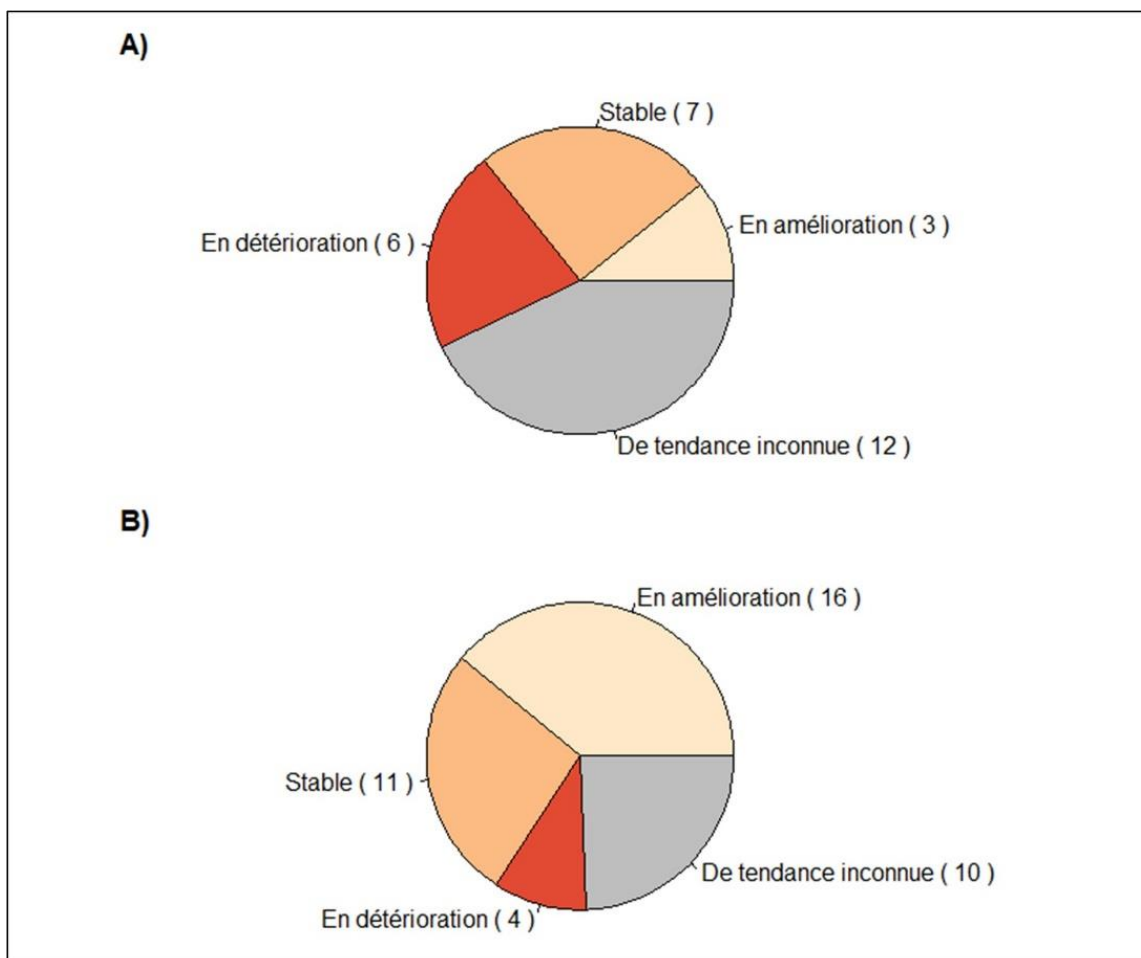 A)
Stable ( 7 )
En amélioration ( 3 )
En détérioration ( 6 )
De tendance inconnue ( 12 )
B)
En amélioration ( 16 )
Stable ( 11 )
De tendance inconnue ( 10 )
En détérioration ( 4 )